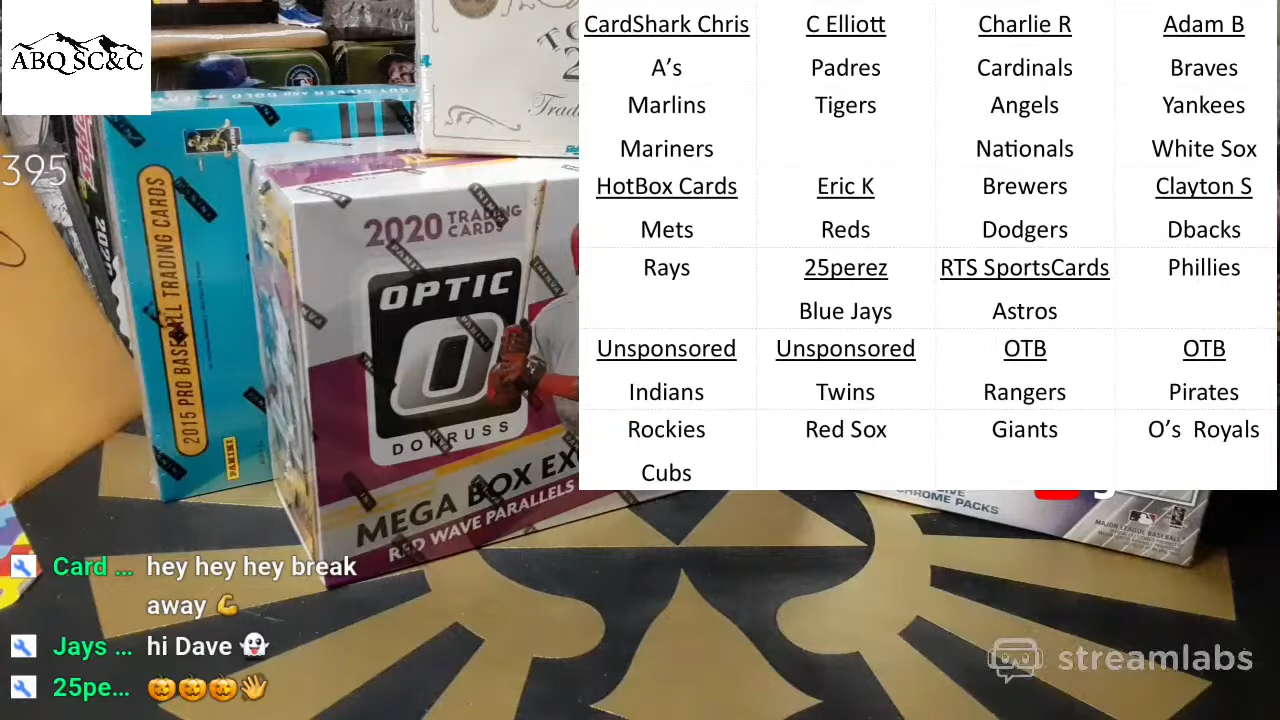 ABQ SC&C
395
2015 PRO BASEBALL TRADING CARDS
PANINI
2020 TRADING CARDS
OPTIC
O
DONRUSS
MEGA BOX EX
RED WAVE PARALLELS
CHROME PACKS
MAJOR LEAGUE BASEBALL
CardShark Chris C Elliott Charlie R Adam B
A's Padres Cardinals Braves
Marlins Tigers Angels Yankees
Mariners Nationals White Sox
HotBox Cards Eric K Brewers Clayton S
Mets Reds Dodgers Dbacks
Rays 25perez RTS SportsCards Phillies
Blue Jays Astros
Unsponsored Unsponsored OTB OTB
Indians Twins Rangers Pirates
Rockies Red Sox Giants O's Royals
Cubs
Card ... hey hey hey break
away 💪
Jays ... hi Dave 👻
25pe... 🎃🎃🎃👋
streamlabs